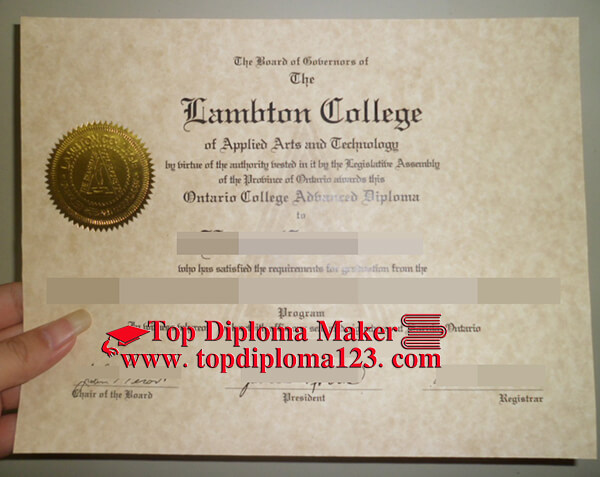 The Board of Governors of
The
Lambton College
of Applied Arts and Technology
by virtue of the authority vested in it by the Legislative Assembly
of the Province of Ontario awards this
Ontario College Advanced Diploma
to
who has satisfied the requirements for graduation from the
Program
Ontario
Top Diploma Maker
www. topdiploma123. com
Chair of the Board
President
Registrar
LAMBTON COLLEGE